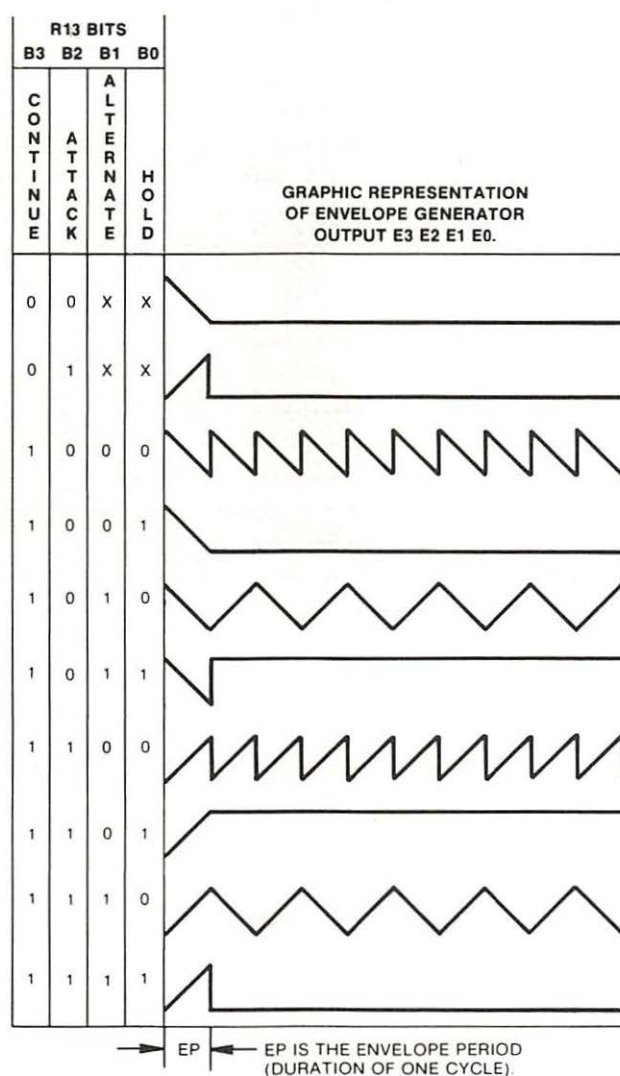 R13 BITS
B3 B2 B1 B0
CONTINUE
ATTACK
ALTERNATE
HOLD
GRAPHIC REPRESENTATION
OF ENVELOPE GENERATOR
OUTPUT E3 E2 E1 E0.
0 0 X X
0 1 X X
1 0 0 0
1 0 0 1
1 0 1 0
1 0 1 1
1 1 0 0
1 1 0 1
1 1 1 0
1 1 1 1
EP
EP IS THE ENVELOPE PERIOD
(DURATION OF ONE CYCLE).